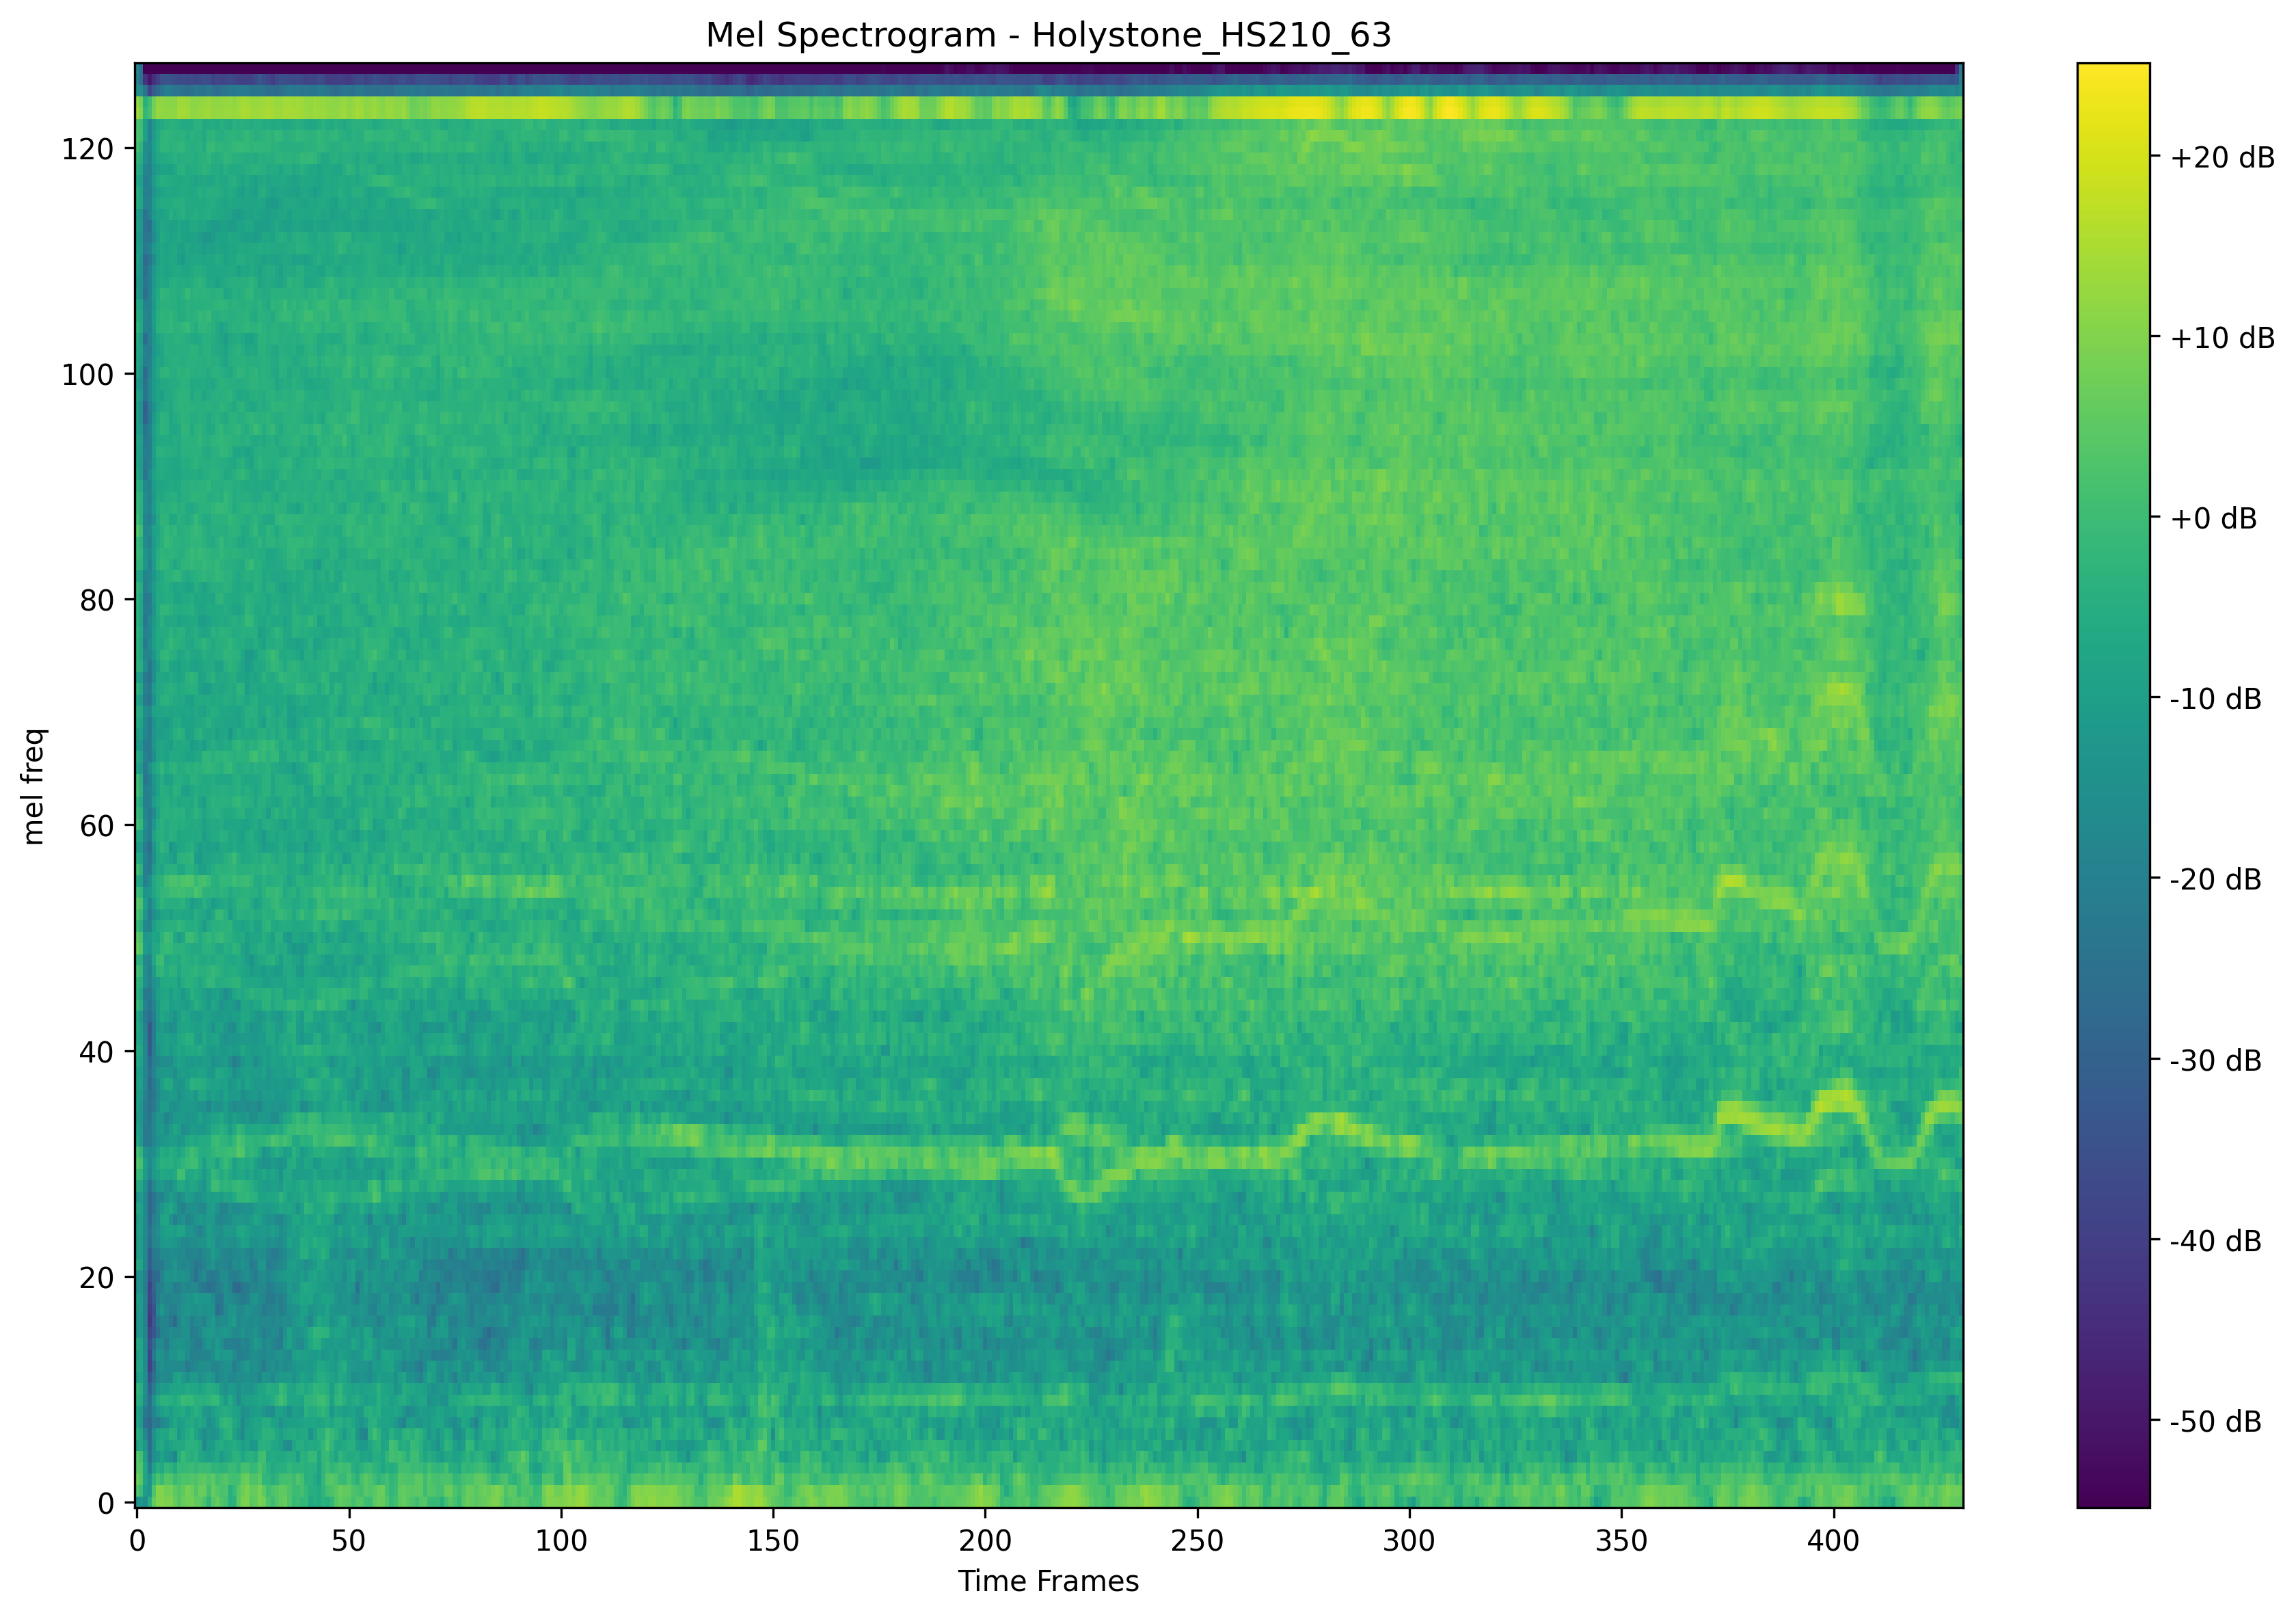 Mel Spectrogram - Holystone_HS210_63
mel freq
120
100
80
60
40
20
0
0 50 100 150 200 250 300 350 400
Time Frames
+20 dB
+10 dB
+0 dB
-10 dB
-20 dB
-30 dB
-40 dB
-50 dB